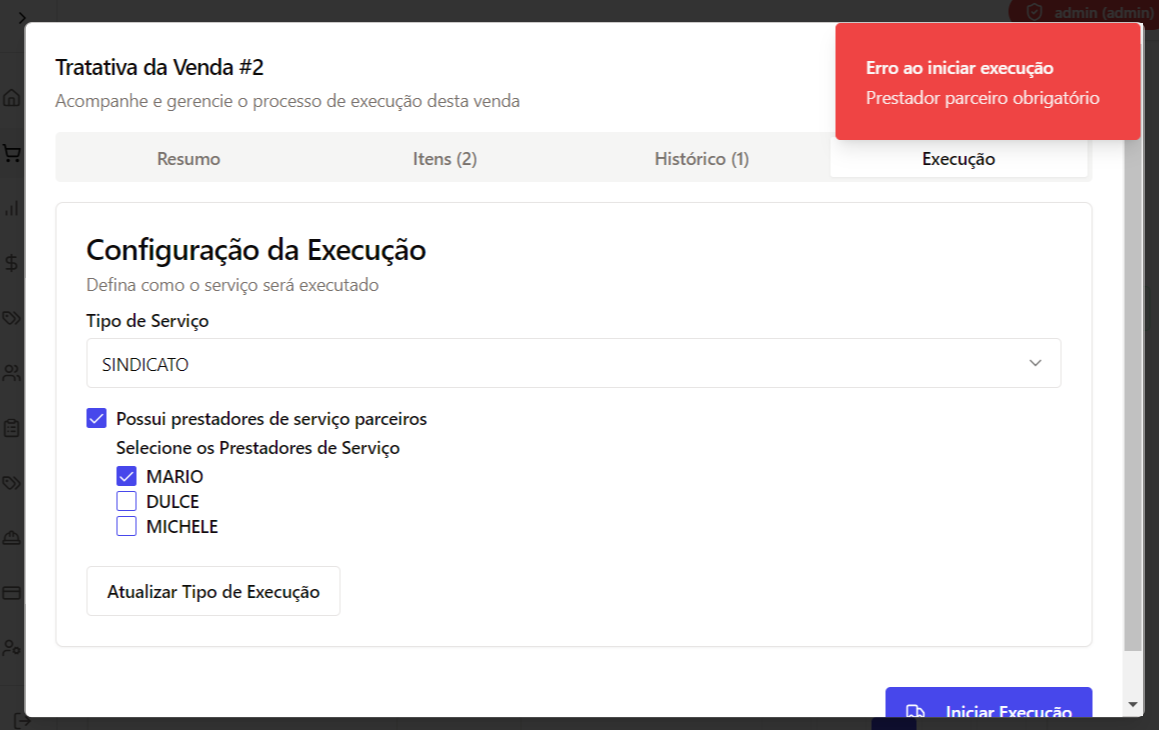 admin (admin)
Erro ao iniciar execução
Prestador parceiro obrigatório
Tratativa da Venda #2
Acompanhe e gerencie o processo de execução desta venda
Resumo
Itens (2)
Histórico (1)
Execução
Configuração da Execução
Defina como o serviço será executado
Tipo de Serviço
SINDICATO
Possui prestadores de serviço parceiros
Selecione os Prestadores de Serviço
MARIO
DULCE
MICHELE
Atualizar Tipo de Execução
Iniciar Execução